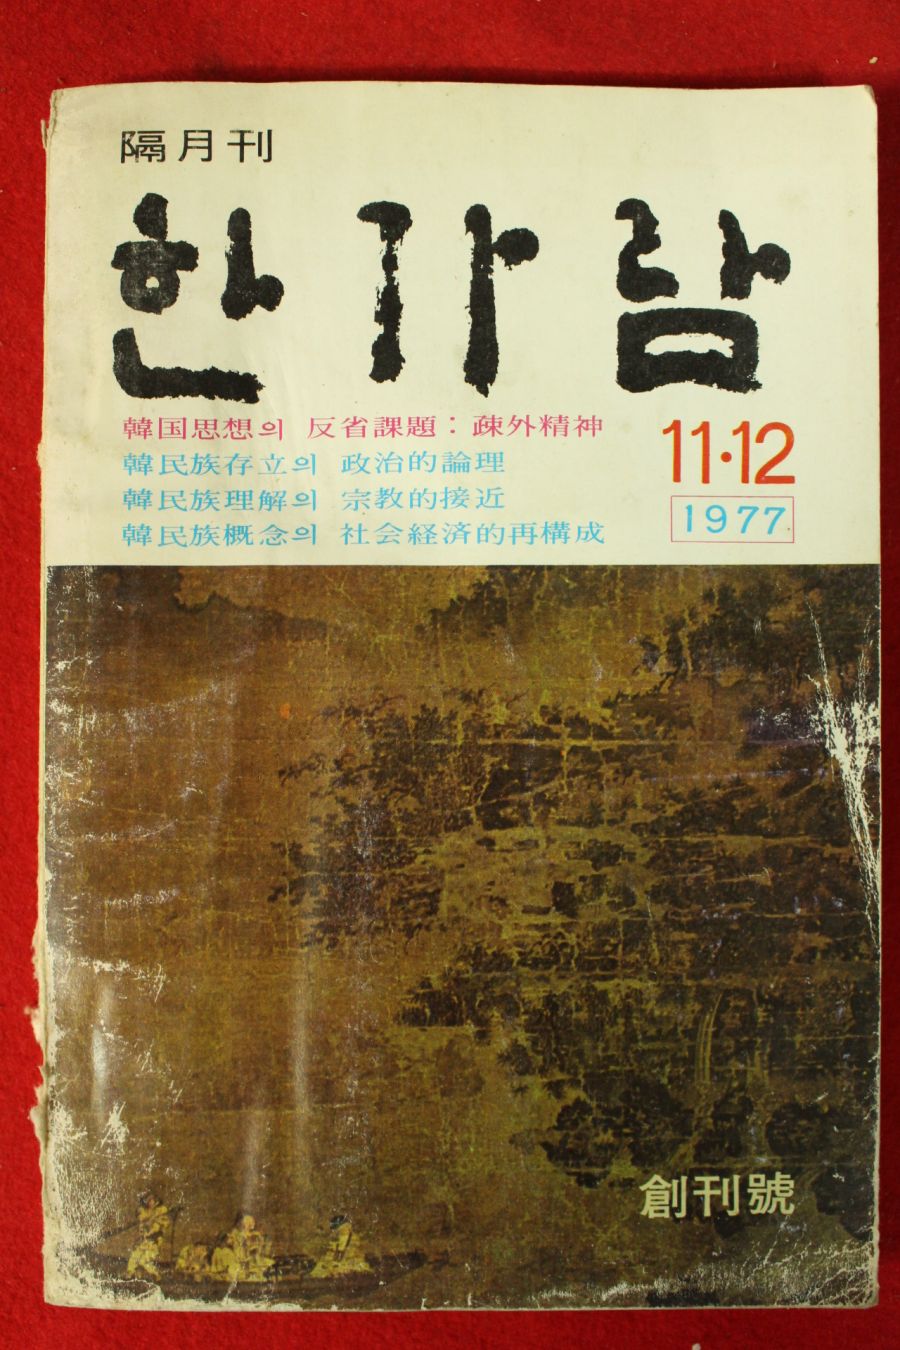 隔月刊
한가람
韓国思想의 反省課題: 疎外精神
韓民族存立의 政治的論理
韓民族理解의 宗教的接近
韓民族概念의 社会経済的再構成
11·12
1977
創刊號